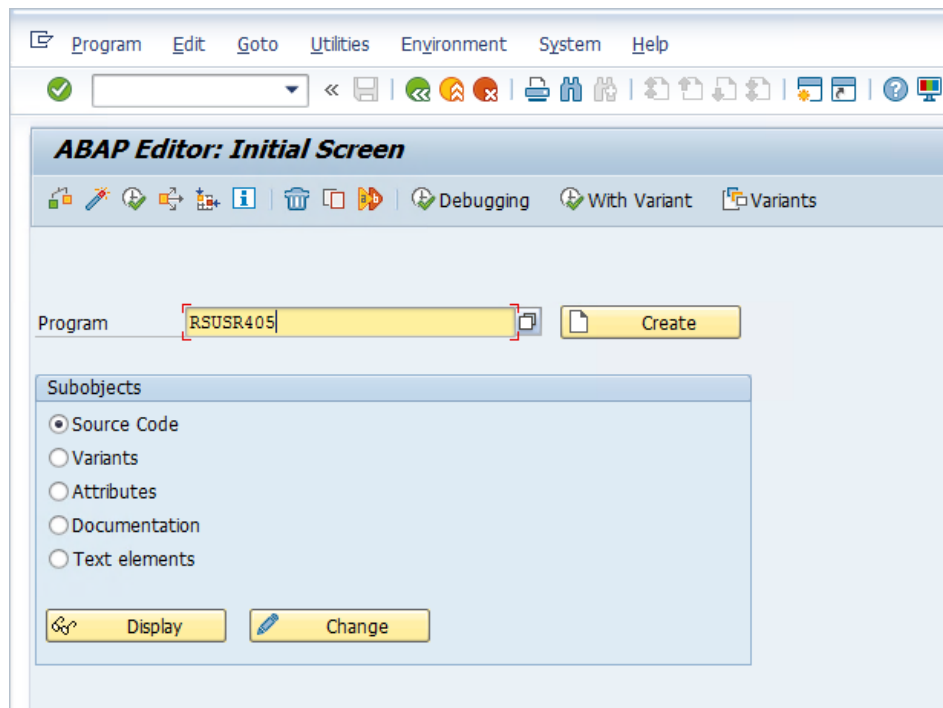 Program Edit Goto Utilities Environment System Help
ABAP Editor: Initial Screen
Debugging With Variant Variants
Program RSUSR405 Create
Subobjects
Source Code
Variants
Attributes
Documentation
Text elements
Display Change